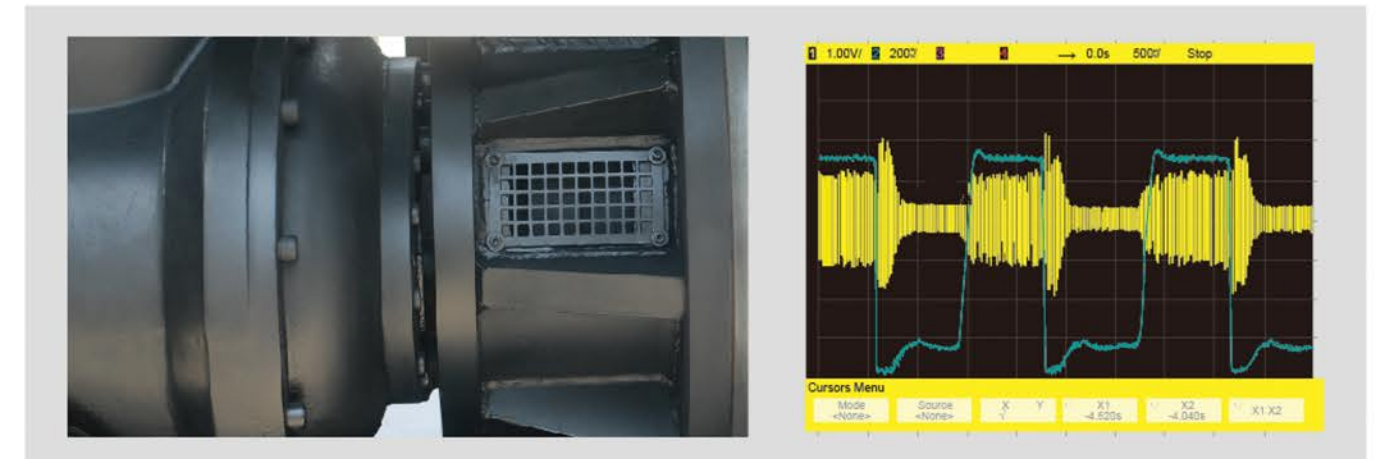 1 1.00V/ 2 200 3 4 → 0.0s 500 Stop
Cursors Menu
Mode Source X Y X1 X2 X1 X2
<None> <None> √ -4.520s -4.040s